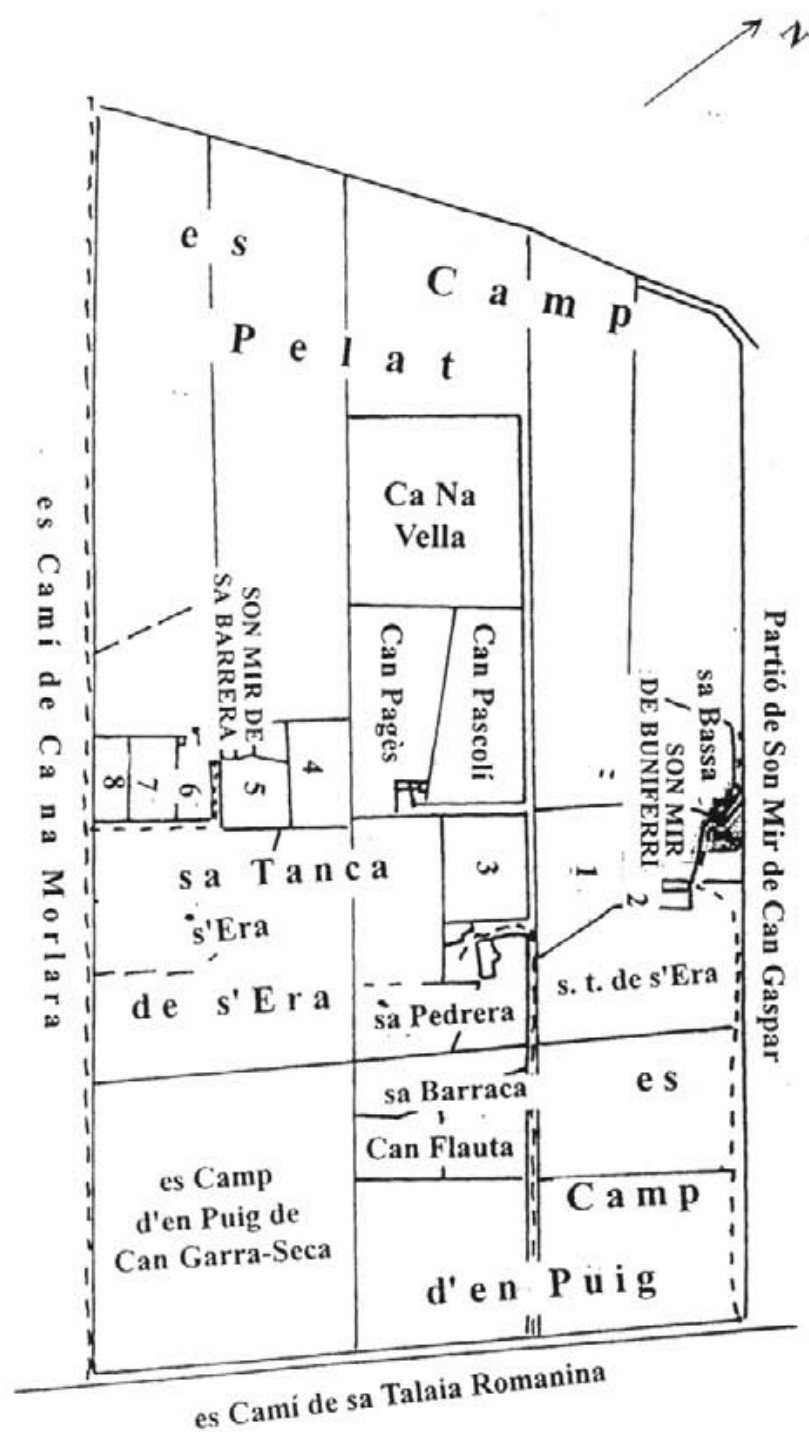 N
es
Camp
Pelat
Ca Na
Vella
es Camí de Ca na Morlara
SON MIR DE
SA BARRERA
Can Pagès
Can Pascolí
sa Bassa
SON MIR
DE BUNIFERRI
Partió de Son Mir de Can Gaspar
8
7
6
5
4
"
3
1
2
sa Tanca
s'Era
de s'Era
s. t. de s'Era
sa Pedrera
sa Barraca
es
Can Flauta
es Camp
d'en Puig de
Can Garra-Seca
Camp
d'en Puig
es Camí de sa Talaia Romanina